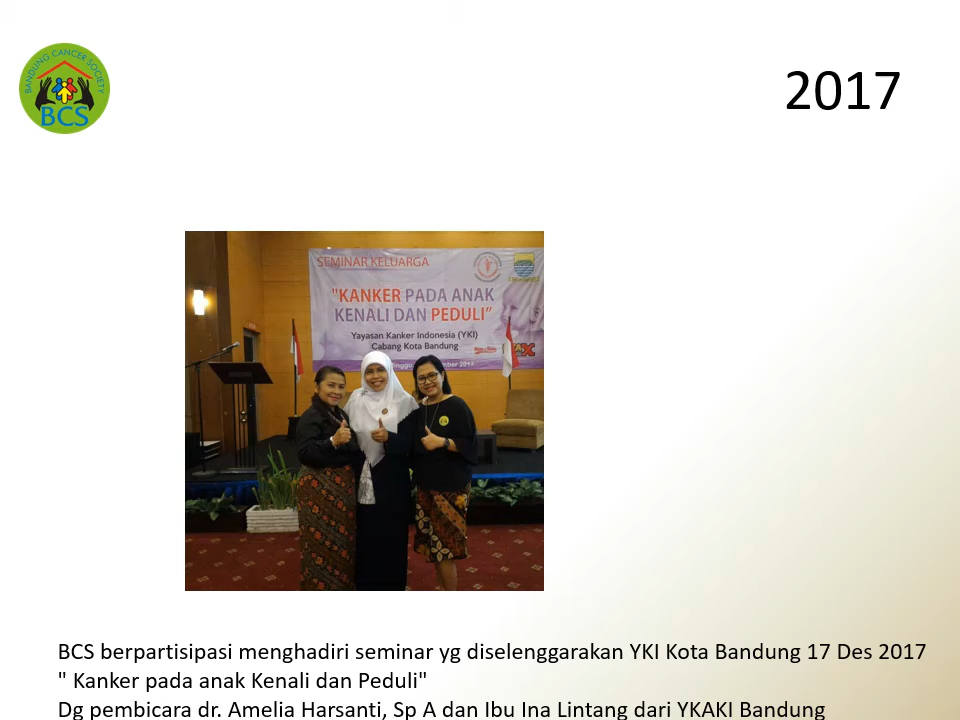 BANDUNG CANCER SOCIETY
BCS
2017
SEMINAR KELUARGA
"KANKER PADA ANAK
KENALI DAN PEDULI"
Yayasan Kanker Indonesia (YKI)
Cabang Kota Bandung
BCS berpartisipasi menghadiri seminar yg diselenggarakan YKI Kota Bandung 17 Des 2017
" Kanker pada anak Kenali dan Peduli"
Dg pembicara dr. Amelia Harsanti, Sp A dan Ibu Ina Lintang dari YKAKI Bandung